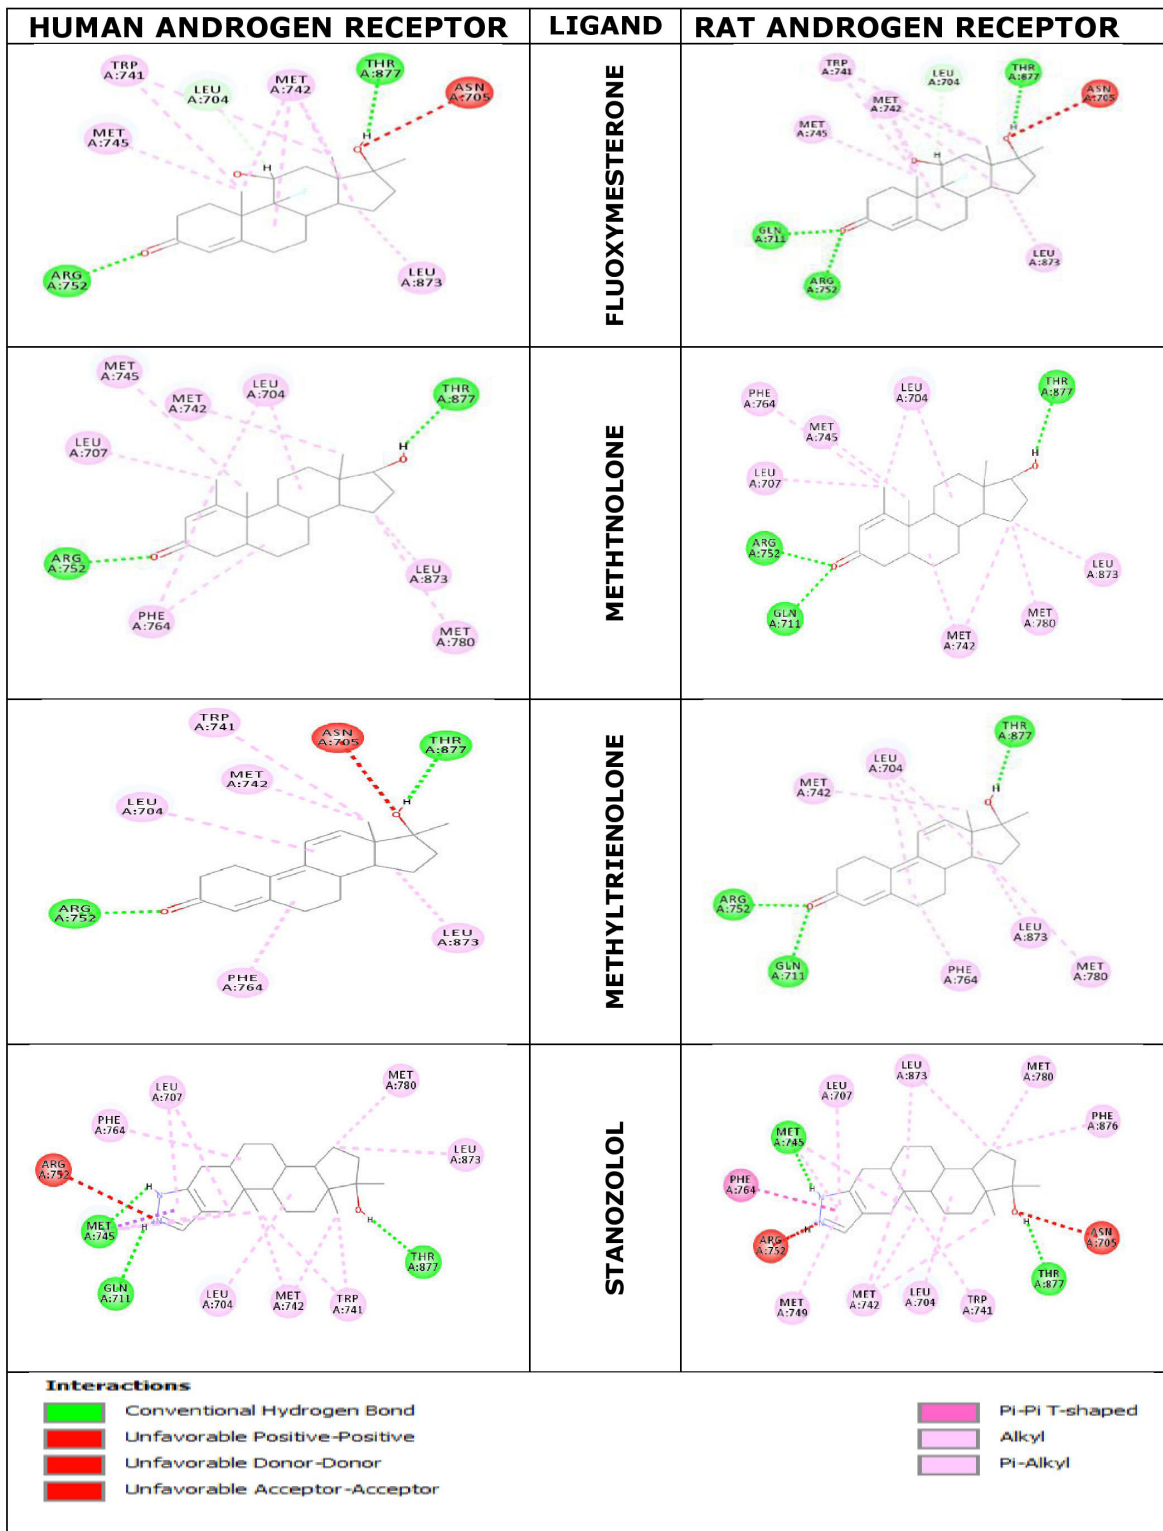 HUMAN ANDROGEN RECEPTOR
LIGAND
RAT ANDROGEN RECEPTOR
TRP
A:741
LEU
A:704
MET
A:742
THR
A:877
ASN
A:705
MET
A:745
H
O
H
O
O
ARG
A:752
LEU
A:873
FLUOXYMESTERONE
TRP
A:741
LEU
A:704
THR
A:877
MET
A:742
ASN
A:705
MET
A:745
H
O
O
H
GLN
A:711
O
ARG
A:752
LEU
A:873
MET
A:745
MET
A:742
LEU
A:704
THR
A:877
LEU
A:707
H
O
ARG
A:752
O
PHE
A:764
LEU
A:873
MET
A:780
METHTNOLONE
PHE
A:764
LEU
A:704
THR
A:877
MET
A:745
LEU
A:707
H
O
ARG
A:752
O
GLN
A:711
MET
A:742
MET
A:780
LEU
A:873
TRP
A:741
ASN
A:705
THR
A:877
MET
A:742
LEU
A:704
H
O
ARG
A:752
O
PHE
A:764
LEU
A:873
METHYLTRIENOLONE
THR
A:877
LEU
A:704
MET
A:742
H
O
ARG
A:752
O
GLN
A:711
PHE
A:764
LEU
A:873
MET
A:780
LEU
A:707
MET
A:780
PHE
A:764
LEU
A:873
ARG
A:752
H
N
N
H
MET
A:745
O
H
GLN
A:711
LEU
A:704
MET
A:742
TRP
A:741
THR
A:877
STANOZOLOL
LEU
A:707
LEU
A:873
MET
A:780
PHE
A:876
MET
A:745
PHE
A:764
H
N
N
H
ARG
A:752
O
H
ASN
A:705
THR
A:877
MET
A:749
MET
A:742
LEU
A:704
TRP
A:741
Interactions
Conventional Hydrogen Bond
Unfavorable Positive-Positive
Unfavorable Donor-Donor
Unfavorable Acceptor-Acceptor
Pi-Pi T-shaped
Alkyl
Pi-Alkyl